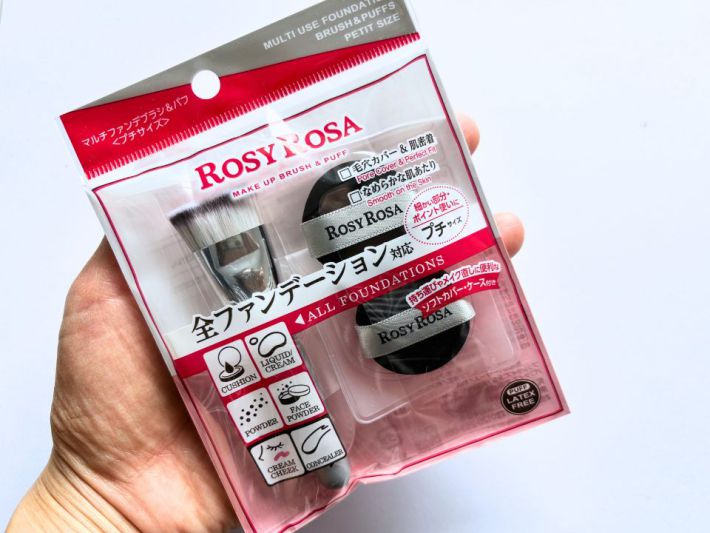 MULTI USE FOUNDATION
BRUSH & PUFFS
PETIT SIZE
マルチファンデブラシ&パフ
<プチサイズ>
ROSY ROSA
MAKE UP BRUSH & PUFF
毛穴カバー&肌密着
Pore Cover & Perfect Fit
なめらかな肌あたり
Smooth on the Skin
ROSY ROSA
細かい部分・
ポイント使いに
プチサイズ
全ファンデーション対応
ALL FOUNDATIONS
持ち運びやメイク直しに便利な
ソフトカバー・ケース付き
ROSY ROSA
CUSHION
LIQUID/
CREAM
POWDER
FACE
POWDER
CREAM
CHEEK
CONCEALER
PUFF
LATEX
FREE